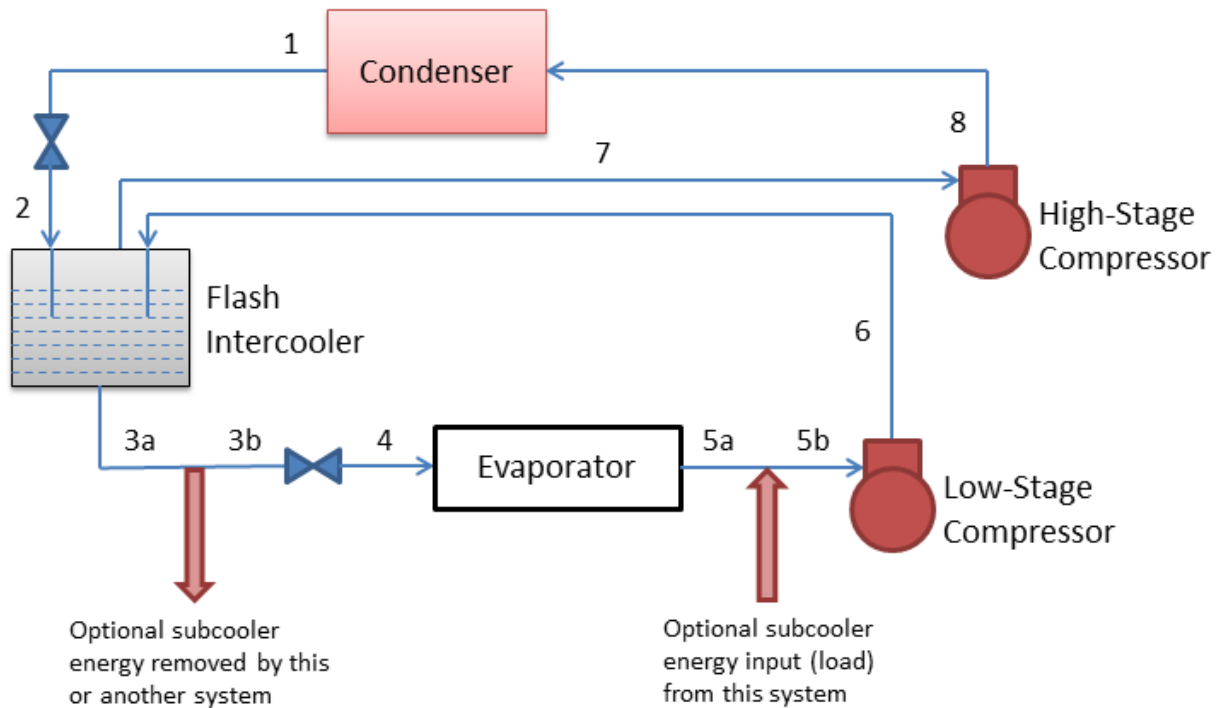 1
Condenser
8
7
2
High-Stage
Compressor
Flash
Intercooler
6
3a
3b
4
Evaporator
5a
5b
Low-Stage
Compressor
Optional subcooler
energy removed by this
or another system
Optional subcooler
energy input (load)
from this system